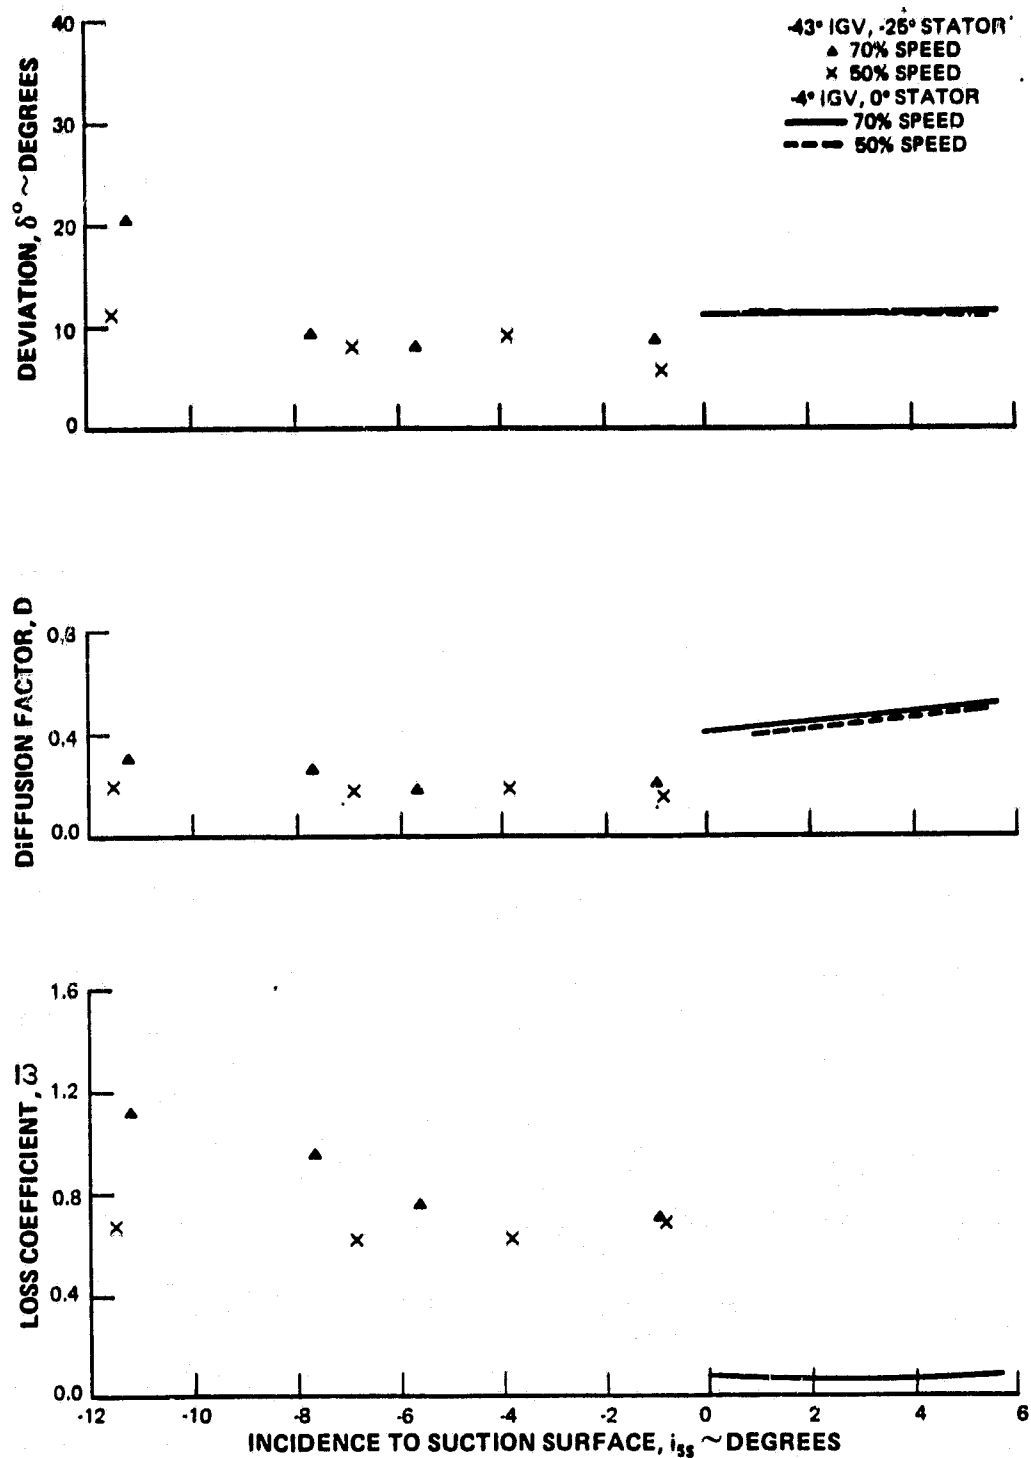 -43° IGV, -25° STATOR
▲ 70% SPEED
× 50% SPEED
-4° IGV, 0° STATOR
70% SPEED
50% SPEED
DEVIATION, δ° ~ DEGREES
40
30
20
10
0
DIFFUSION FACTOR, D
0.8
0.4
0.0
LOSS COEFFICIENT, ω̅
1.6
1.2
0.8
0.4
0.0
-12 -10 -8 -6 -4 -2 0 2 4 6
INCIDENCE TO SUCTION SURFACE, iss ~ DEGREES